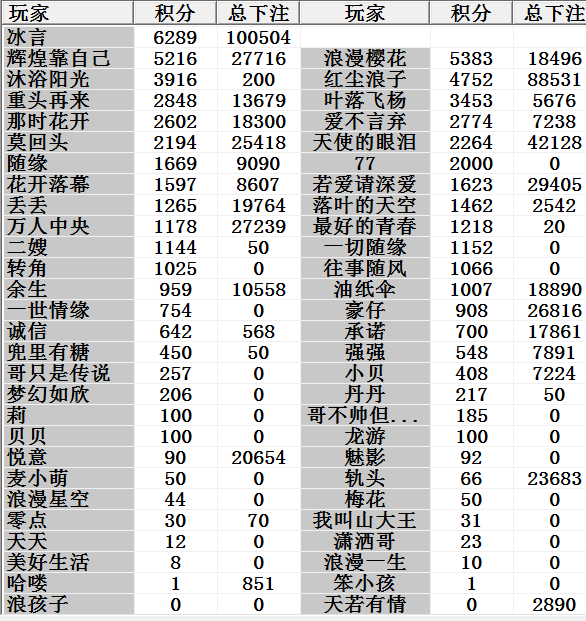 玩家 积分 总下注 玩家 积分 总下注
冰言 6289 100504
辉煌靠自己 5216 27716 浪漫樱花 5383 18496
沐浴阳光 3916 200 红尘浪子 4752 88531
重头再来 2848 13679 叶落飞杨 3453 5676
那时花开 2602 18300 爱不言弃 2774 7238
莫回头 2194 25418 天使的眼泪 2264 42128
随缘 1669 9090 77 2000 0
花开落幕 1597 8607 若爱请深爱 1623 29405
丢丢 1265 19764 落叶的天空 1462 2542
万人中央 1178 27239 最好的青春 1218 20
二嫂 1144 50 一切随缘 1152 0
转角 1025 0 往事随风 1066 0
余生 959 10558 油纸伞 1007 18890
一世情缘 754 0 豪仔 908 26816
诚信 642 568 承诺 700 17861
兜里有糖 450 50 强强 548 7891
哥只是传说 257 0 小贝 408 7224
梦幻如欣 206 0 丹丹 217 50
莉 100 0 哥不帅但... 185 0
贝贝 100 0 龙游 100 0
悦意 90 20654 魅影 92 0
麦小萌 50 0 轨头 66 23683
浪漫星空 44 0 梅花 50 0
零点 30 70 我叫山大王 31 0
天天 12 0 潇洒哥 23 0
美好生活 8 0 浪漫一生 10 0
哈喽 1 851 笨小孩 1 0
浪孩子 0 0 天若有情 0 2890